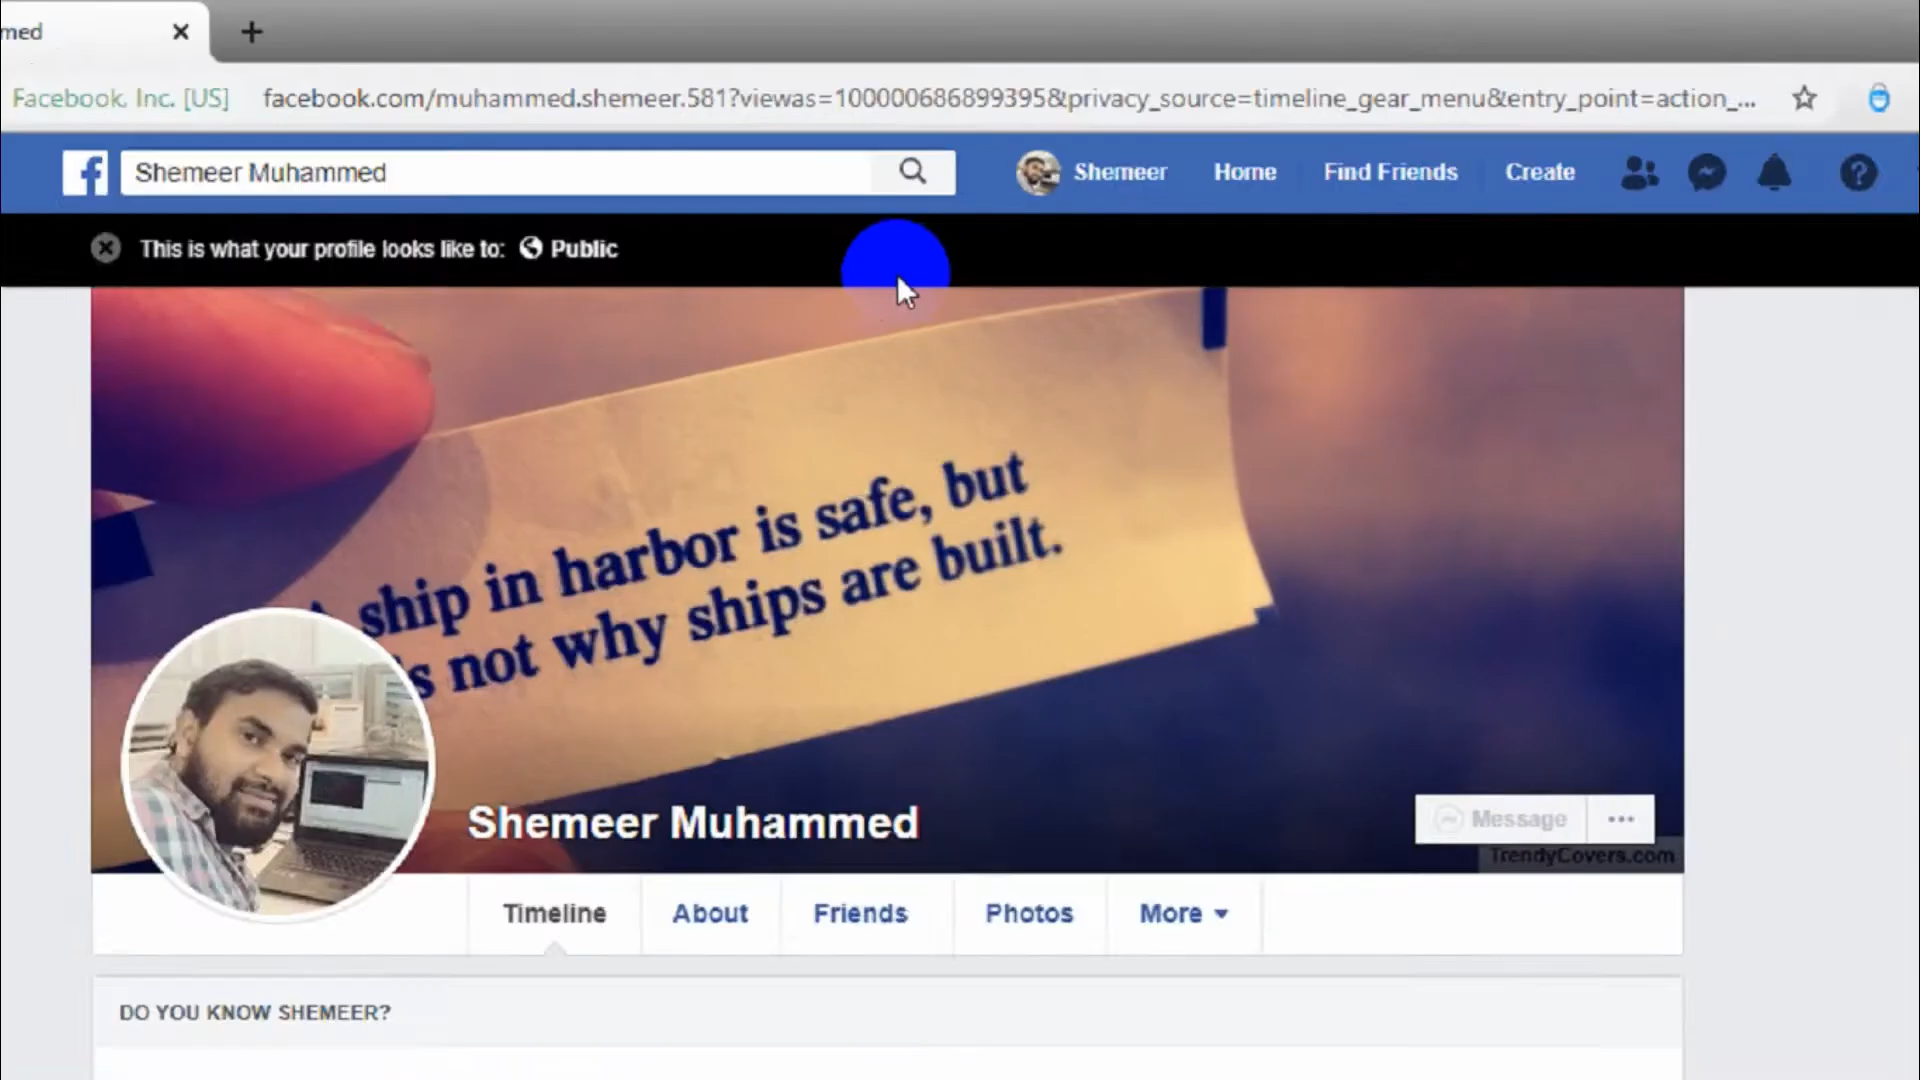 med
Facebook, Inc. [US] facebook.com/muhammed.shemeer.581?viewas=100000686899395&privacy_source=timeline_gear_menu&entry_point=action_...
Shemeer Muhammed
Shemeer Home Find Friends Create
This is what your profile looks like to: Public
ship in harbor is safe, but
s not why ships are built.
Shemeer Muhammed
Message
TrendyCovers.com
Timeline About Friends Photos More
DO YOU KNOW SHEMEER?